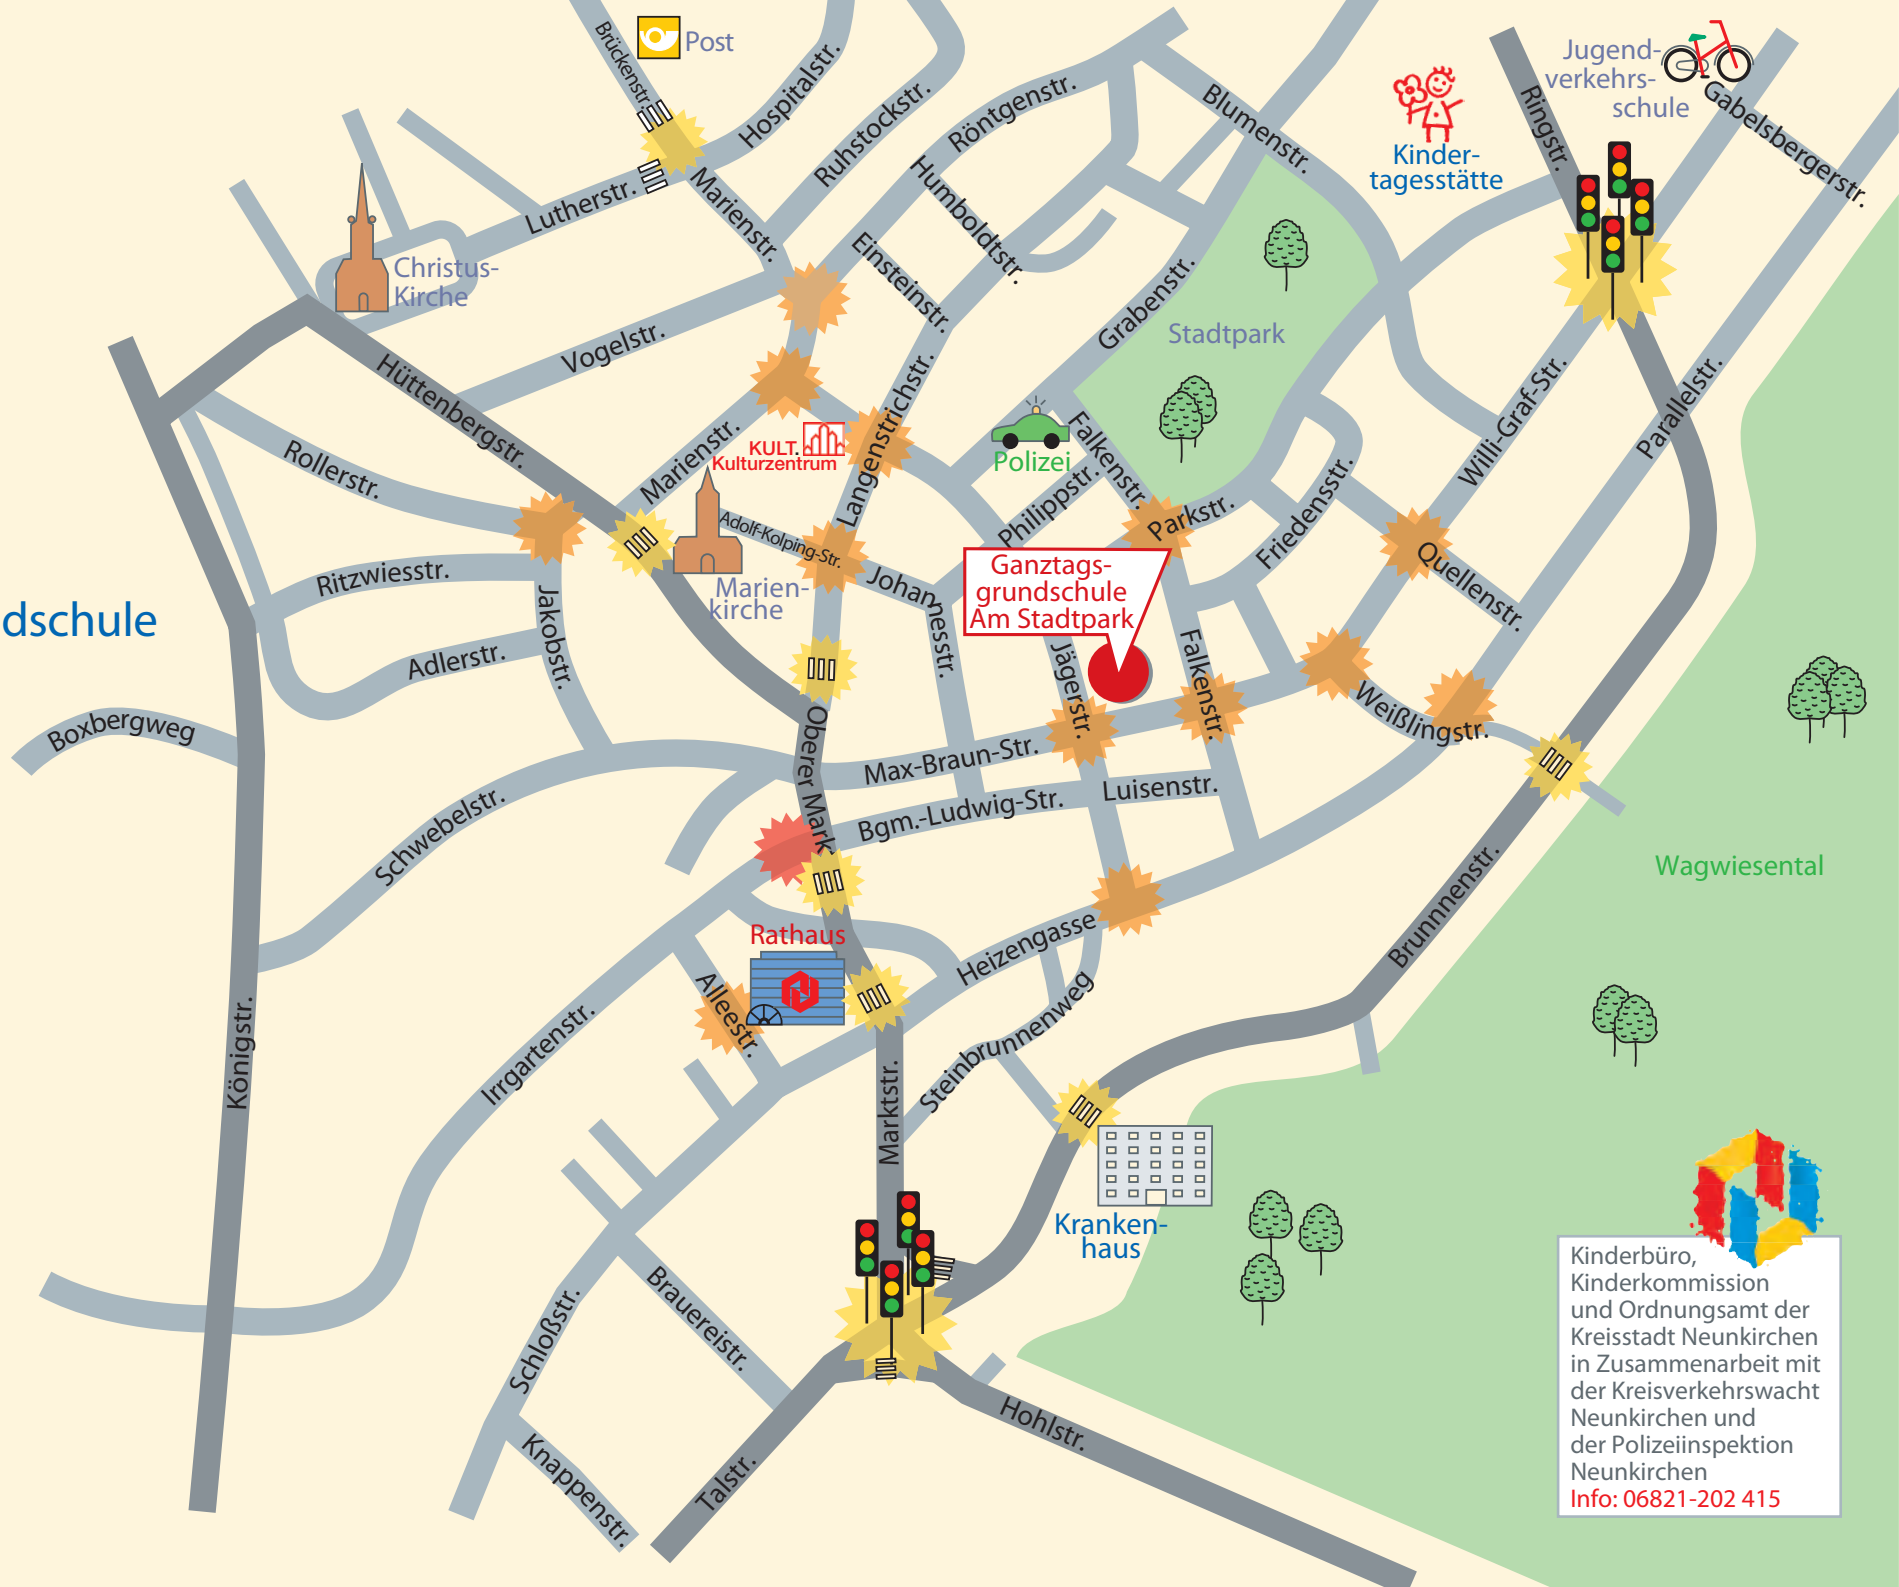 Brückenstr.
Post
Hospitalstr.
Ruhstockstr.
Röntgenstr.
Blumenstr.
Kinder-
tagesstätte
Ringstr.
Jugend-
verkehrs-
schule
Gabelsbergerstr.
Lutherstr.
Marienstr.
Humboldtstr.
Einsteinstr.
Christus-
Kirche
Grabenstr.
Stadtpark
Vogelstr.
Hüttenbergstr.
Langenstrichstr.
Marienstr.
KULT.
Kulturzentrum
Polizei
Falkenstr.
Willi-Graf-Str.
Parallelstr.
Rollerstr.
Philippstr.
Parkstr.
Friedensstr.
Adolf-Kolping-Str.
Quellenstr.
Ritzwiesstr.
Marien-
kirche
Johannesstr.
Ganztags-
grundschule
Am Stadtpark
dschule
Jakobstr.
Adlerstr.
Jägerstr.
Falkenstr.
Weißlingstr.
Boxbergweg
Oberer Mark
Max-Braun-Str.
Luisenstr.
Bgm.-Ludwig-Str.
Schwebelstr.
Wagwiesental
Brunnenstr.
Rathaus
Heizengasse
Alleestr.
Königstr.
Irrgartenstr.
Steinbrunnenweg
Marktstr.
Kranken-
haus
Schloßstr.
Brauereistr.
Hohlstr.
Knappenstr.
Talstr.
Kinderbüro,
Kinderkommission
und Ordnungsamt der
Kreisstadt Neunkirchen
in Zusammenarbeit mit
der Kreisverkehrswacht
Neunkirchen und
der Polizeiinspektion
Neunkirchen
Info: 06821-202 415